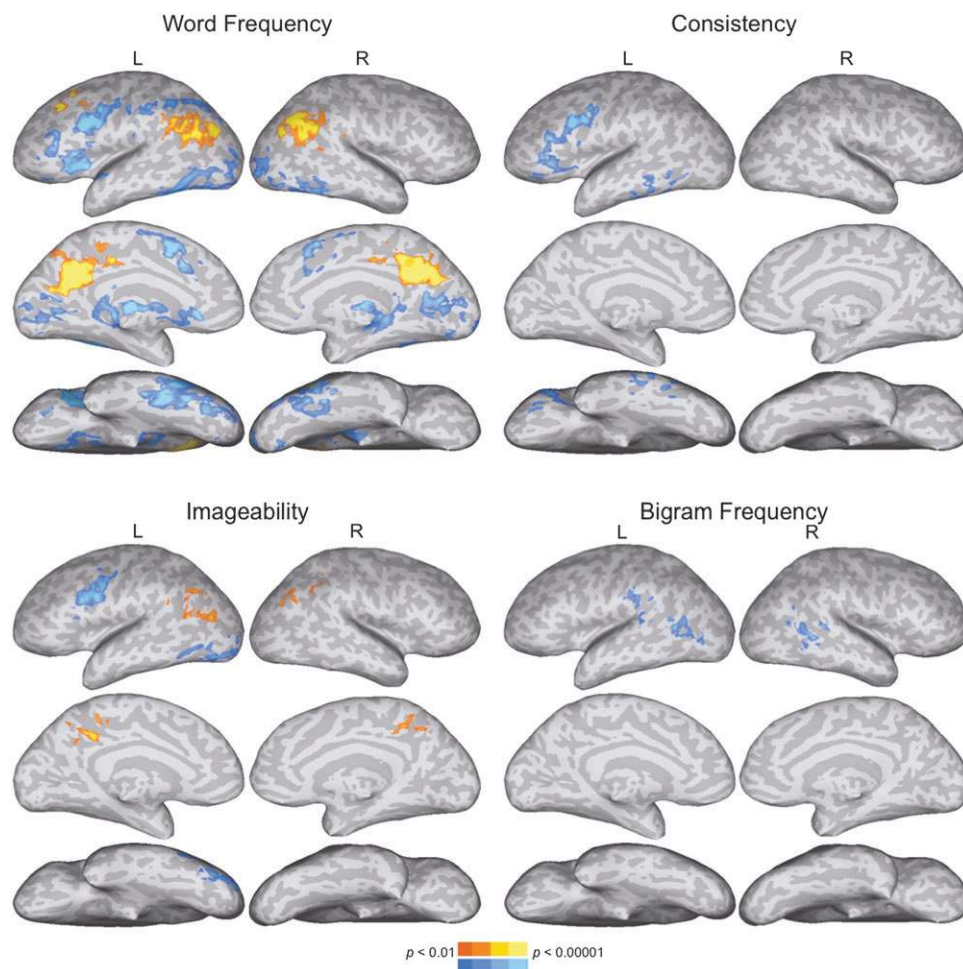 Word Frequency
L R
Consistency
L R
Imageability
L R
Bigram Frequency
L R
p < 0.01 p < 0.00001